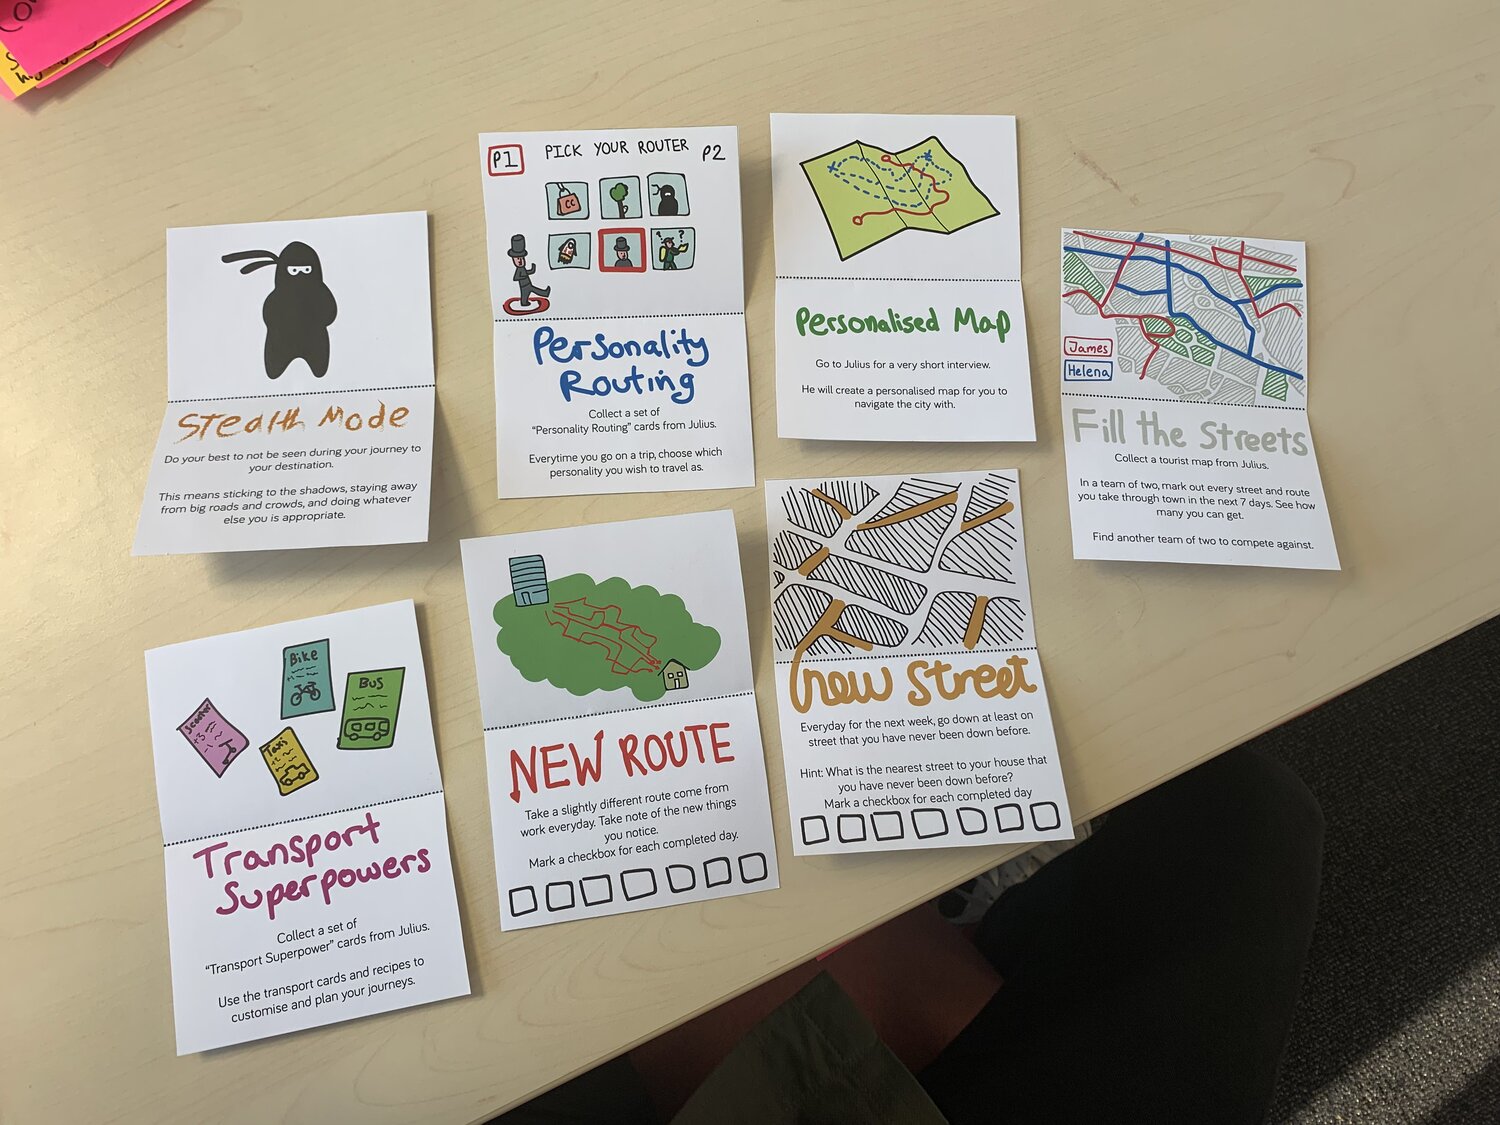 Stealth Mode
Do your best to not be seen during your journey to
your destination.
This means sticking to the shadows, staying away
from big roads and crowds, and doing whatever
else you is appropriate.
P1
PICK YOUR ROUTER
P2
CC
?
?
Personality
Routing
Collect a set of
“Personality Routing” cards from Julius.
Everytime you go on a trip, choose which
personality you wish to travel as.
Personalised Map
Go to Julius for a very short interview.
He will create a personalised map for you to
navigate the city with.
James
Helena
Fill the Streets
Collect a tourist map from Julius.
In a team of two, mark out every street and route
you take through town in the next 7 days. See how
many you can get.
Find another team of two to compete against.
Scooter
+3
Taxi
Bike
Bus
Transport
Superpowers
Collect a set of
“Transport Superpower” cards from Julius.
Use the transport cards and recipes to
customise and plan your journeys.
NEW ROUTE
Take a slightly different route come from
work everyday. Take note of the new things
you notice.
Mark a checkbox for each completed day.
new street
Everyday for the next week, go down at least on
street that you have never been down before.
Hint: What is the nearest street to your house that
you have never been down before?
Mark a checkbox for each completed day